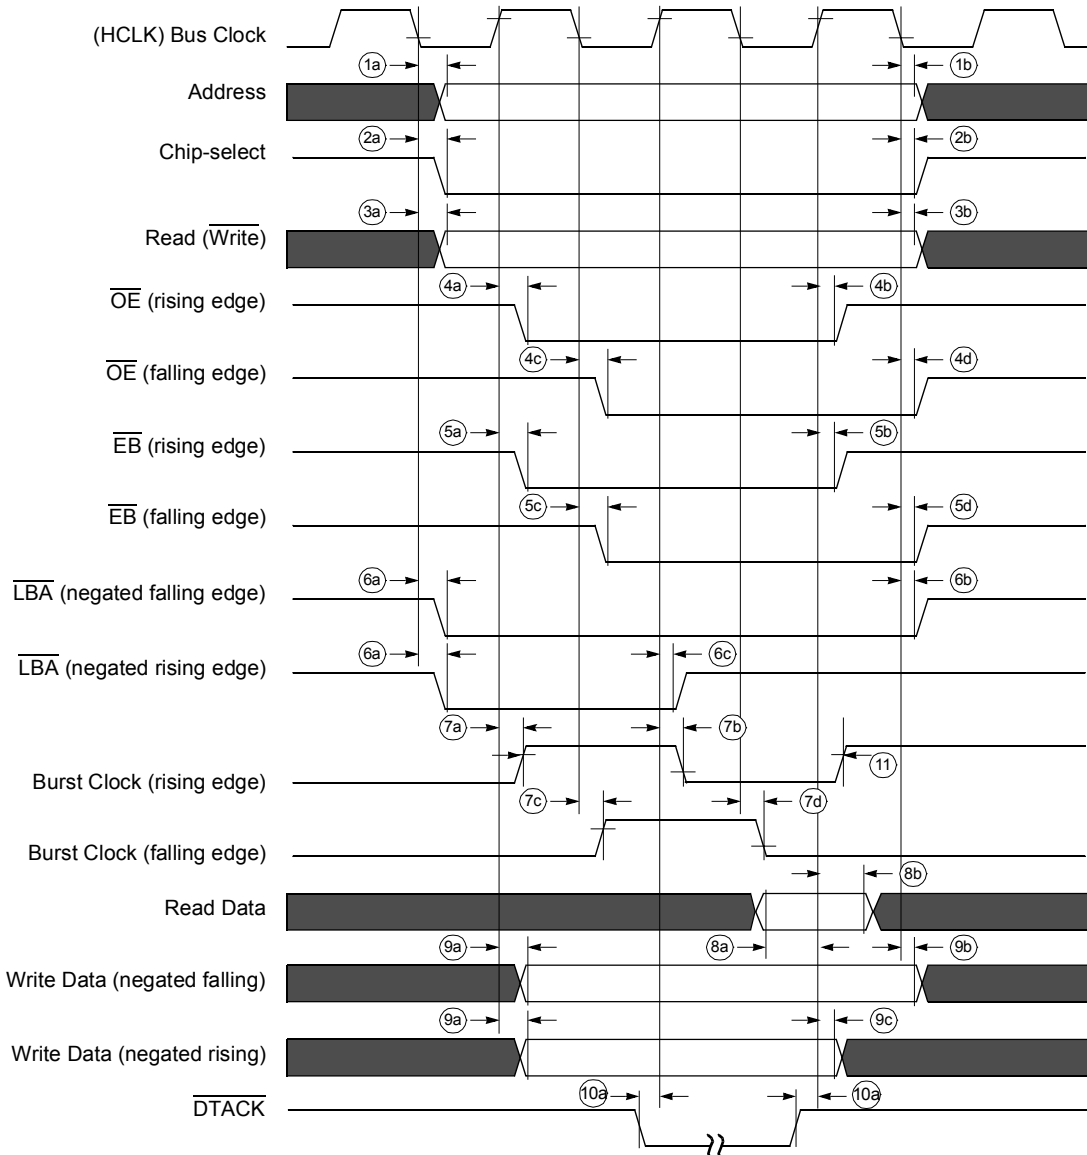 (HCLK) Bus Clock
1a 1b
Address
2a 2b
Chip-select
3a 3b
Read (Write)
4a 4b
OE (rising edge)
4c 4d
OE (falling edge)
5a 5b
EB (rising edge)
5c 5d
EB (falling edge)
6a 6b
LBA (negated falling edge)
6a 6c
LBA (negated rising edge)
7a 7b
Burst Clock (rising edge) 11
7c 7d
Burst Clock (falling edge)
8b
Read Data
9a 8a 9b
Write Data (negated falling)
9a 9c
Write Data (negated rising)
10a 10a
DTACK